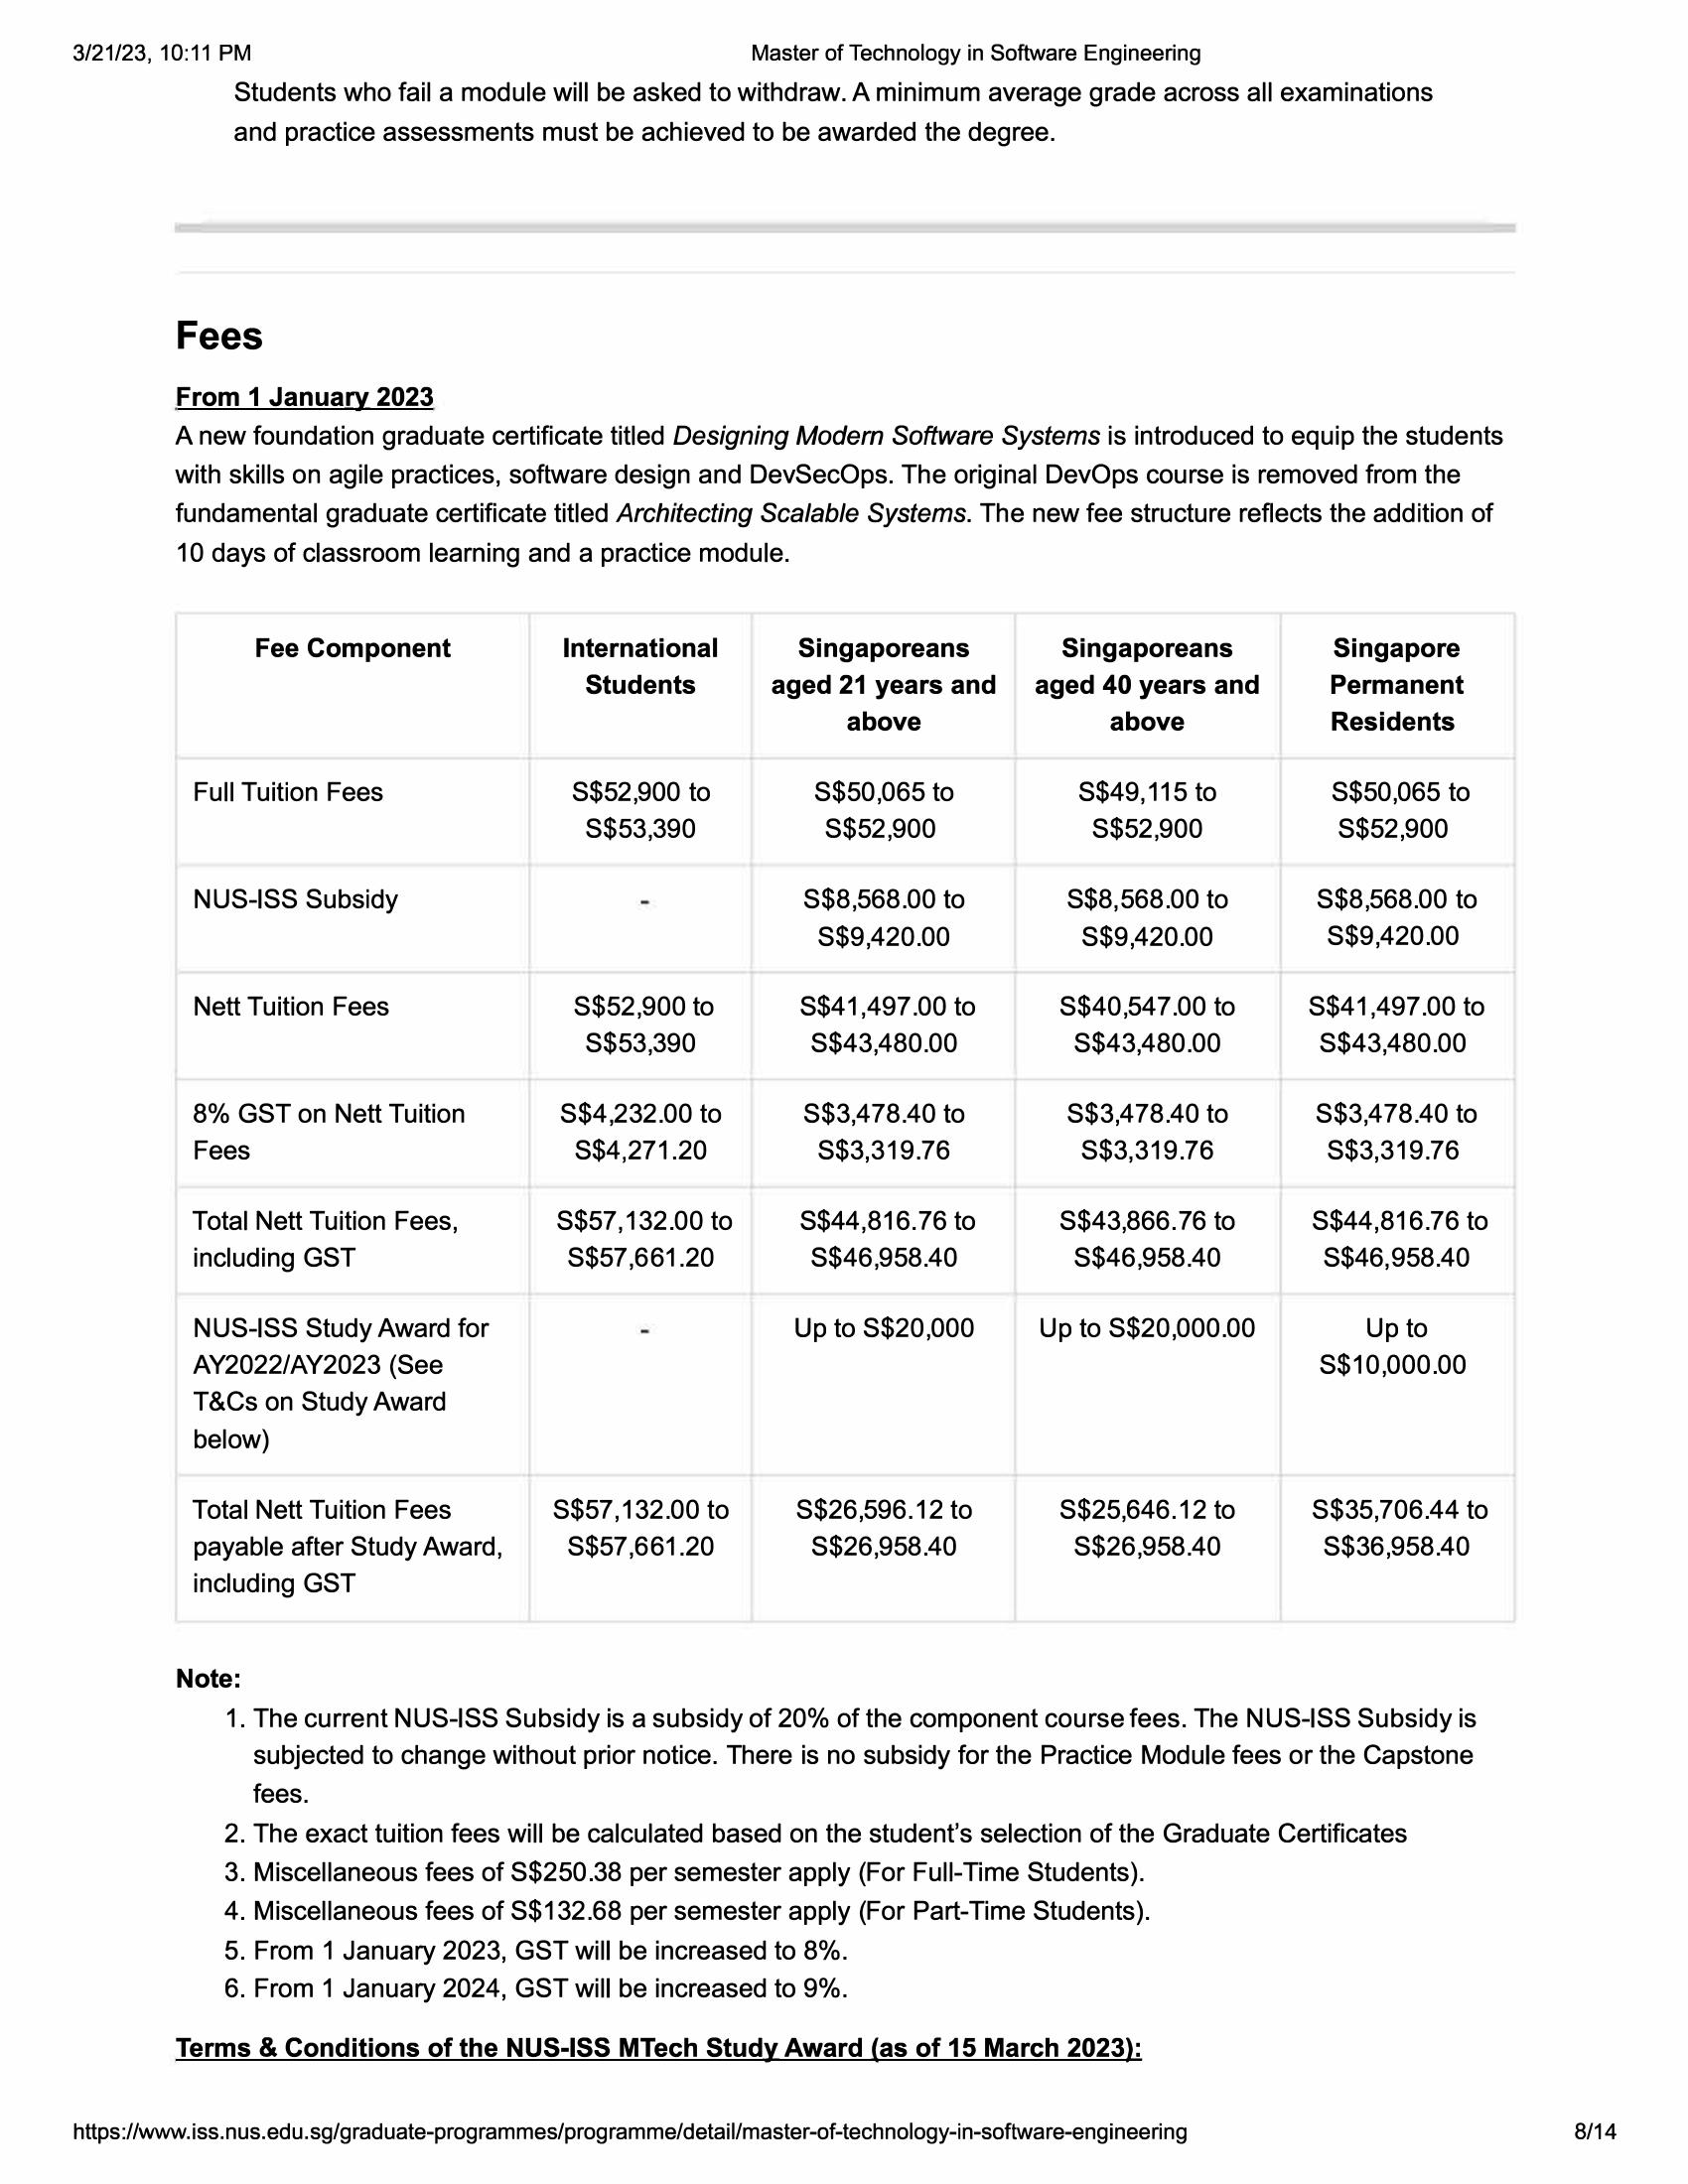 3/21/23, 10:11 PM Master of Technology in Software Engineering
Students who fail a module will be asked to withdraw. A minimum average grade across all examinations
and practice assessments must be achieved to be awarded the degree.
Fees
From 1 January 2023
A new foundation graduate certificate titled Designing Modern Software Systems is introduced to equip the students
with skills on agile practices, software design and DevSecOps. The original DevOps course is removed from the
fundamental graduate certificate titled Architecting Scalable Systems. The new fee structure reflects the addition of
10 days of classroom learning and a practice module.
Fee Component International Singaporeans Singaporeans Singapore
Students aged 21 years and aged 40 years and Permanent
above above Residents
Full Tuition Fees S$52,900 to S$50,065 to S$49,115 to S$50,065 to
S$53,390 S$52,900 S$52,900 S$52,900
NUS-ISS Subsidy - S$8,568.00 to S$8,568.00 to S$8,568.00 to
S$9,420.00 S$9,420.00 S$9,420.00
Nett Tuition Fees S$52,900 to S$41,497.00 to S$40,547.00 to S$41,497.00 to
S$53,390 S$43,480.00 S$43,480.00 S$43,480.00
8% GST on Nett Tuition S$4,232.00 to S$3,478.40 to S$3,478.40 to S$3,478.40 to
Fees S$4,271.20 S$3,319.76 S$3,319.76 S$3,319.76
Total Nett Tuition Fees, S$57,132.00 to S$44,816.76 to S$43,866.76 to S$44,816.76 to
including GST S$57,661.20 S$46,958.40 S$46,958.40 S$46,958.40
NUS-ISS Study Award for - Up to S$20,000 Up to S$20,000.00 Up to
AY2022/AY2023 (See S$10,000.00
T&Cs on Study Award
below)
Total Nett Tuition Fees S$57,132.00 to S$26,596.12 to S$25,646.12 to S$35,706.44 to
payable after Study Award, S$57,661.20 S$26,958.40 S$26,958.40 S$36,958.40
including GST
Note:
1. The current NUS-ISS Subsidy is a subsidy of 20% of the component course fees. The NUS-ISS Subsidy is
subjected to change without prior notice. There is no subsidy for the Practice Module fees or the Capstone
fees.
2. The exact tuition fees will be calculated based on the student’s selection of the Graduate Certificates
3. Miscellaneous fees of S$250.38 per semester apply (For Full-Time Students).
4. Miscellaneous fees of S$132.68 per semester apply (For Part-Time Students).
5. From 1 January 2023, GST will be increased to 8%.
6. From 1 January 2024, GST will be increased to 9%.
Terms & Conditions of the NUS-ISS MTech Study Award (as of 15 March 2023):
https://www.iss.nus.edu.sg/graduate-programmes/programme/detail/master-of-technology-in-software-engineering 8/14